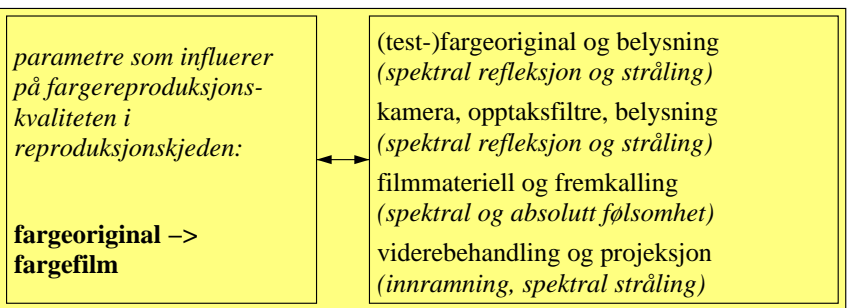 parametre som influerer
på fargereproduksjons-
kvaliteten i
reproduksjonskjeden:
fargeoriginal –>
fargefilm
(test-)fargeoriginal og belysning
(spektral refleksjon og stråling)
kamera, opptaksfiltre, belysning
(spektral refleksjon og stråling)
filmmateriell og fremkalling
(spektral og absolutt følsomhet)
viderebehandling og projeksjon
(innramning, spektral stråling)